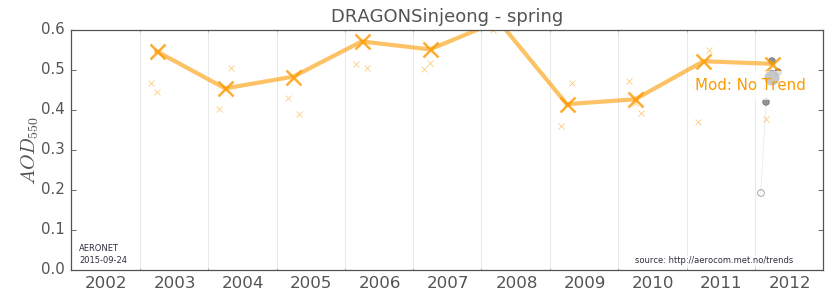 DRAGONSinjeong - spring
0.6
0.5
0.4
0.3
0.2
0.1
0.0
AOD550
Mod: No Trend
AERONET
2015-09-24
source: http://aerocom.met.no/trends
2002 2003 2004 2005 2006 2007 2008 2009 2010 2011 2012